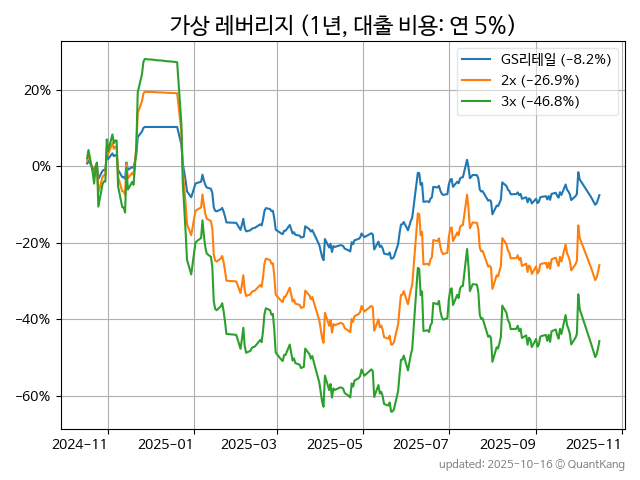 가상 레버리지 (1년, 대출 비용: 연 5%)
GS리테일 (−8.2%)
2x (−26.9%)
3x (−46.8%)
20%
0%
−20%
−40%
−60%
2024-11 2025-01 2025-03 2025-05 2025-07 2025-09 2025-11
updated: 2025-10-16 © QuantKang